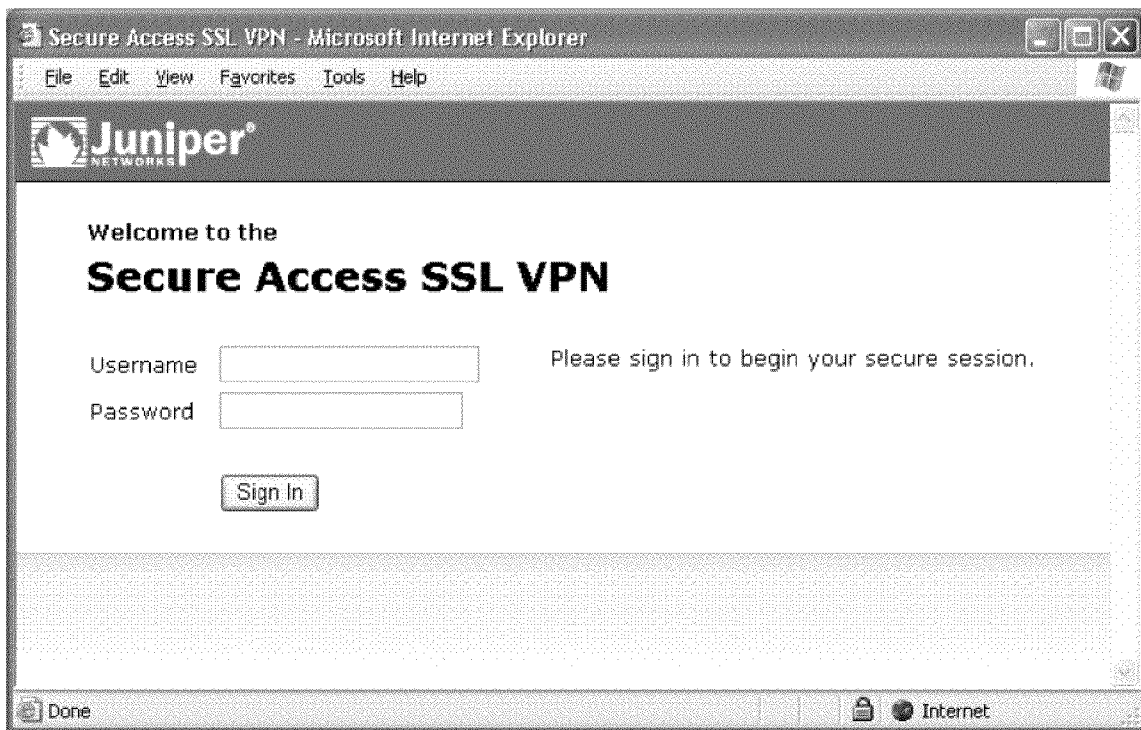 Secure Access SSL VPN - Microsoft Internet Explorer
File Edit View Favorites Tools Help
Juniper®
NETWORKS
Welcome to the
Secure Access SSL VPN
Username
Please sign in to begin your secure session.
Password
Sign In
Done
Internet